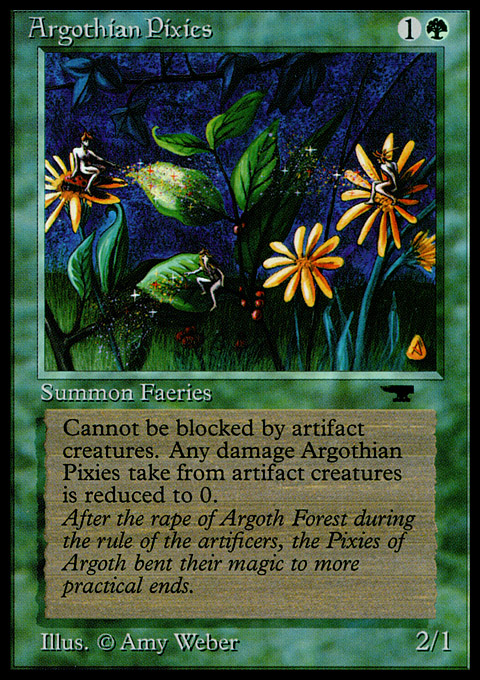 Argothian Pixies 1
Summon Faeries
Cannot be blocked by artifact
creatures. Any damage Argothian
Pixies take from artifact creatures
is reduced to 0.
After the rape of Argoth Forest during
the rule of the artificers, the Pixies of
Argoth bent their magic to more
practical ends.
Illus. © Amy Weber 2/1